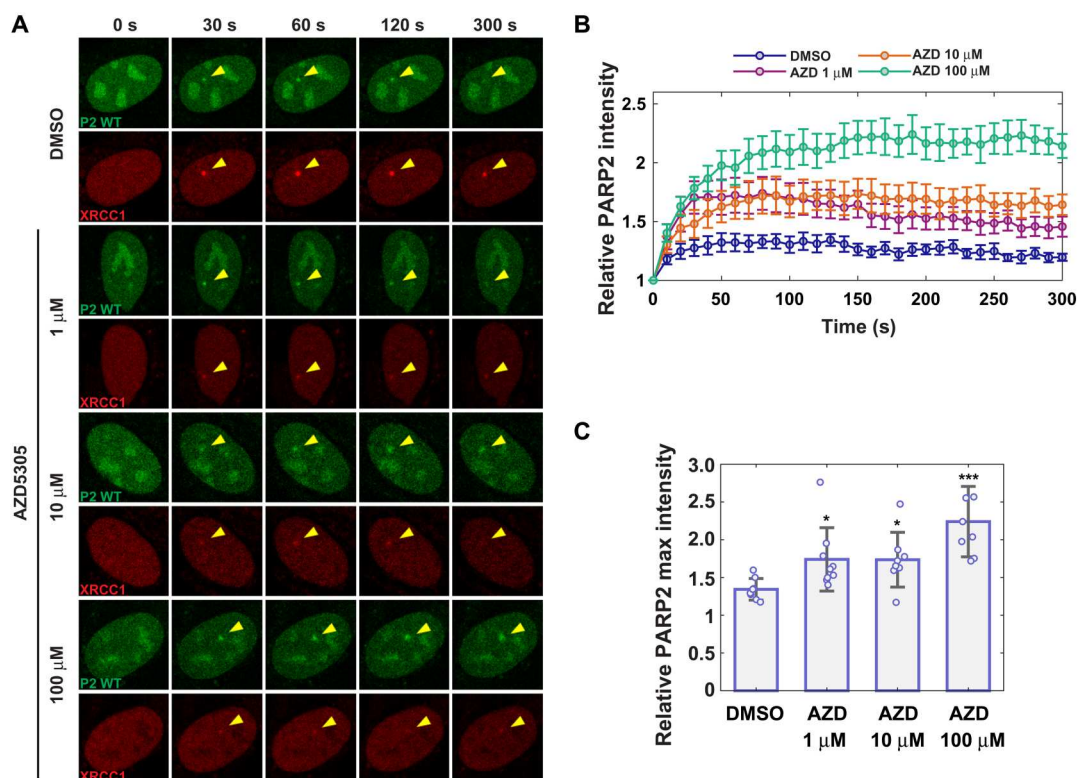 A
0 s 30 s 60 s 120 s 300 s
DMSO
P2 WT
XRCC1
AZD5305
1 μM
P2 WT
XRCC1
10 μM
P2 WT
XRCC1
100 μM
P2 WT
XRCC1
B
DMSO AZD 10 μM
AZD 1 μM AZD 100 μM
Relative PARP2 intensity
2.5
2
1.5
1
0 50 100 150 200 250 300
Time (s)
C
Relative PARP2 max intensity
3.0
2.5
2.0
1.5
1.0
0.5
0
* * ***
DMSO AZD AZD AZD
1 μM 10 μM 100 μM